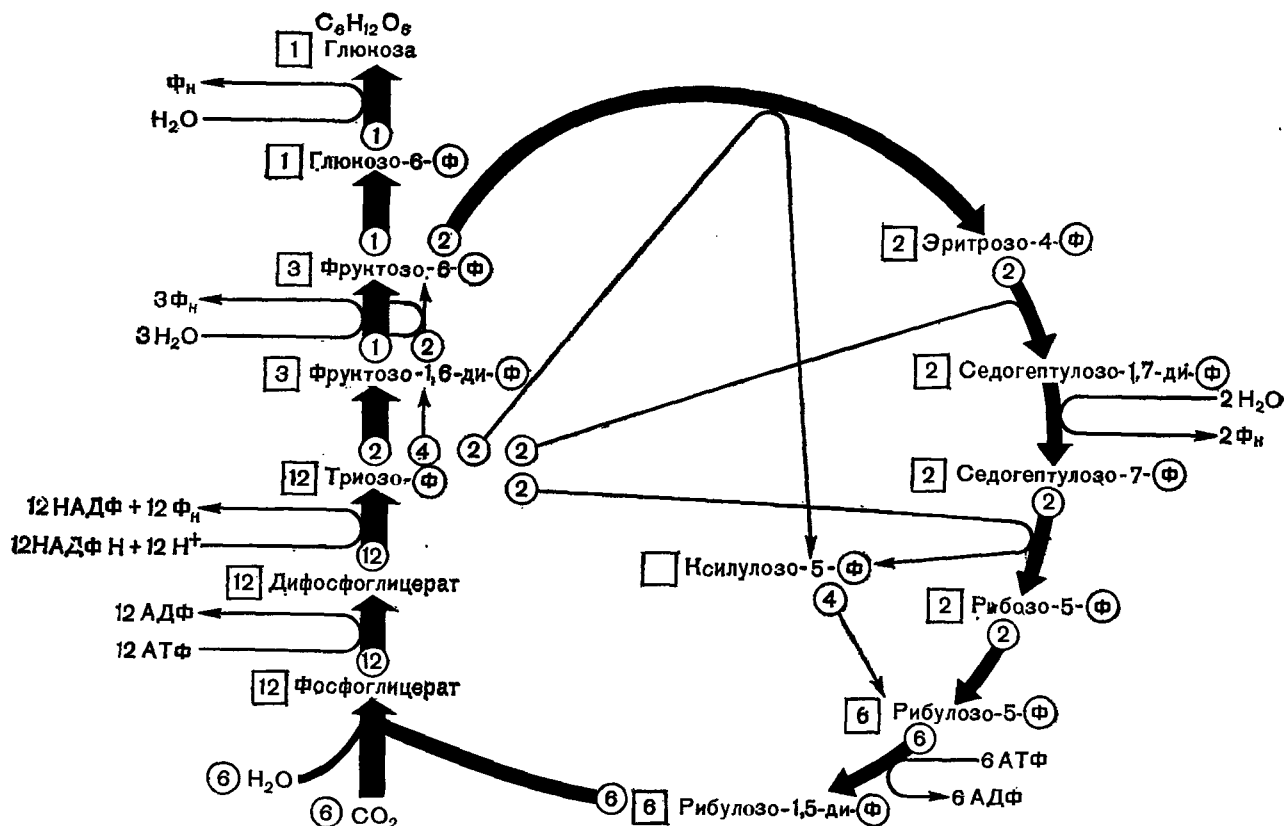 C₆H₁₂O₆
1 Глюкоза
Фн
H₂O
1
1 Глюкозо-6-Ф
1
2
3 Фруктозо-6-Ф
3Фн
3H₂O
1
2
3 Фруктозо-1,6-ди-Ф
2
4
2
2
12 Триозо-Ф
2
12 НАДФ + 12 Фн
12НАДФ Н + 12 Н⁺
12
12 Дифосфоглицерат
12 АДФ
12 АТФ
12
12 Фосфоглицерат
6 H₂O
6 CO₂
2 Эритрозо-4-Ф
2
2 Седогептулозо-1,7-ди-Ф
2 H₂O
2 Фн
2 Седогептулозо-7-Ф
2
Ксилулозо-5-Ф
4
2 Рибозо-5-Ф
2
6 Рибулозо-5-Ф
6
6 АТФ
6 АДФ
6
6 Рибулозо-1,5-ди-Ф